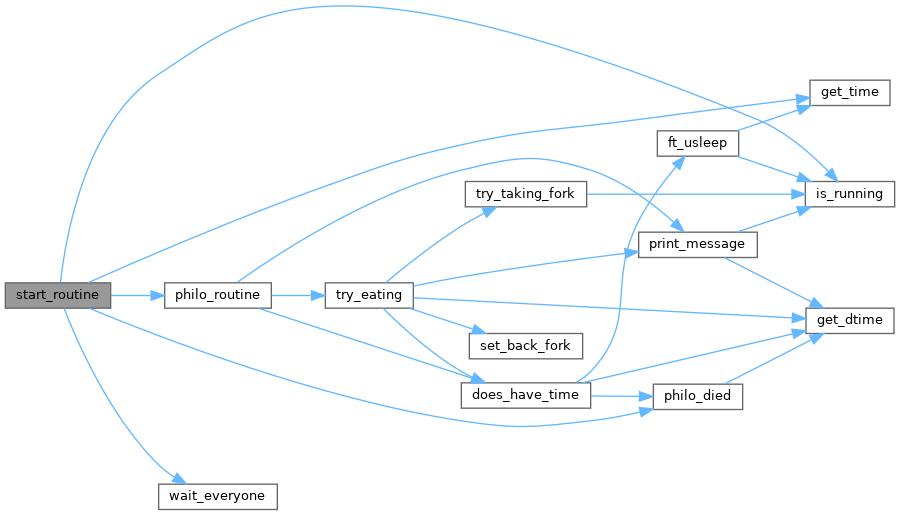 start_routine
philo_routine
wait_everyone
try_eating
try_taking_fork
set_back_fork
does_have_time
ft_usleep
print_message
philo_died
get_time
is_running
get_dtime